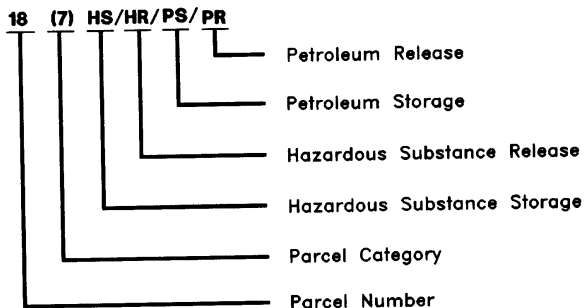 18 (7) HS/HR/PS/PR
Petroleum Release
Petroleum Storage
Hazardous Substance Release
Hazardous Substance Storage
Parcel Category
Parcel Number